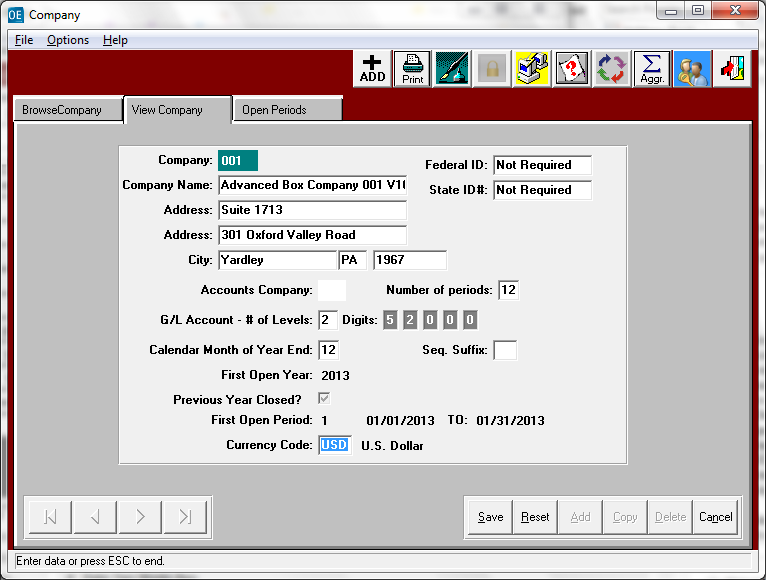 OE Company
File Options Help
ADD Print Σ Aggr.
BrowseCompany View Company Open Periods
Company: 001 Federal ID: Not Required
Company Name: Advanced Box Company 001 V10 State ID#: Not Required
Address: Suite 1713
Address: 301 Oxford Valley Road
City: Yardley PA 1967
Accounts Company: Number of periods: 12
G/L Account - # of Levels: 2 Digits: 5 2 0 0 0
Calendar Month of Year End: 12 Seq. Suffix:
First Open Year: 2013
Previous Year Closed?
First Open Period: 1 01/01/2013 TO: 01/31/2013
Currency Code: USD U.S. Dollar
Save Reset Add Copy Delete Cancel
Enter data or press ESC to end.